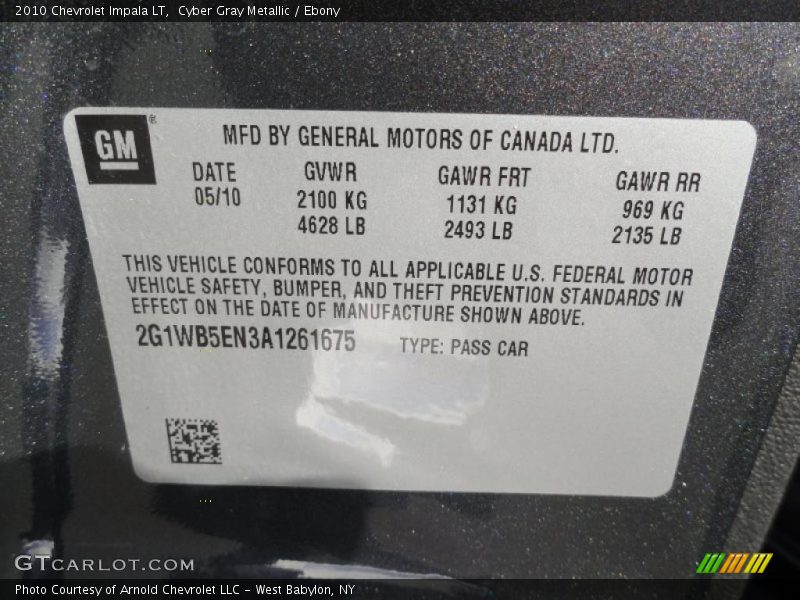 2010 Chevrolet Impala LT, Cyber Gray Metallic / Ebony
GM®
MFD BY GENERAL MOTORS OF CANADA LTD.
DATE GVWR GAWR FRT GAWR RR
05/10 2100 KG 1131 KG 969 KG
4628 LB 2493 LB 2135 LB
THIS VEHICLE CONFORMS TO ALL APPLICABLE U.S. FEDERAL MOTOR
VEHICLE SAFETY, BUMPER, AND THEFT PREVENTION STANDARDS IN
EFFECT ON THE DATE OF MANUFACTURE SHOWN ABOVE.
2G1WB5EN3A1261675 TYPE: PASS CAR
GTCARLOT.COM
Photo Courtesy of Arnold Chevrolet LLC - West Babylon, NY